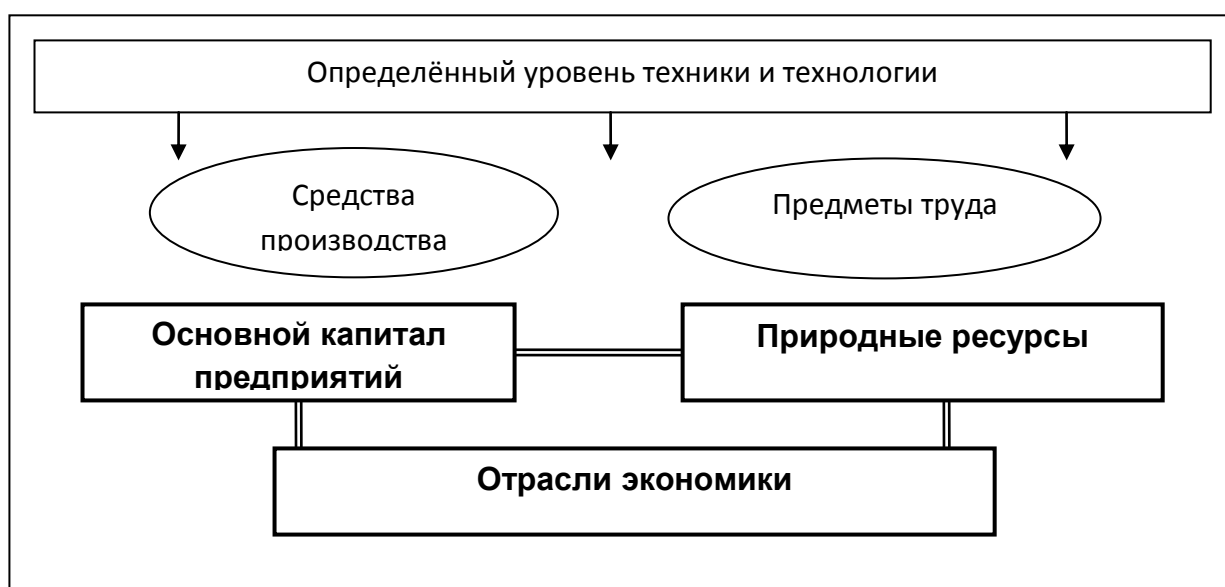 Определённый уровень техники и технологии
Средства
производства
Предметы труда
Основной капитал
предприятий
Природные ресурсы
Отрасли экономики